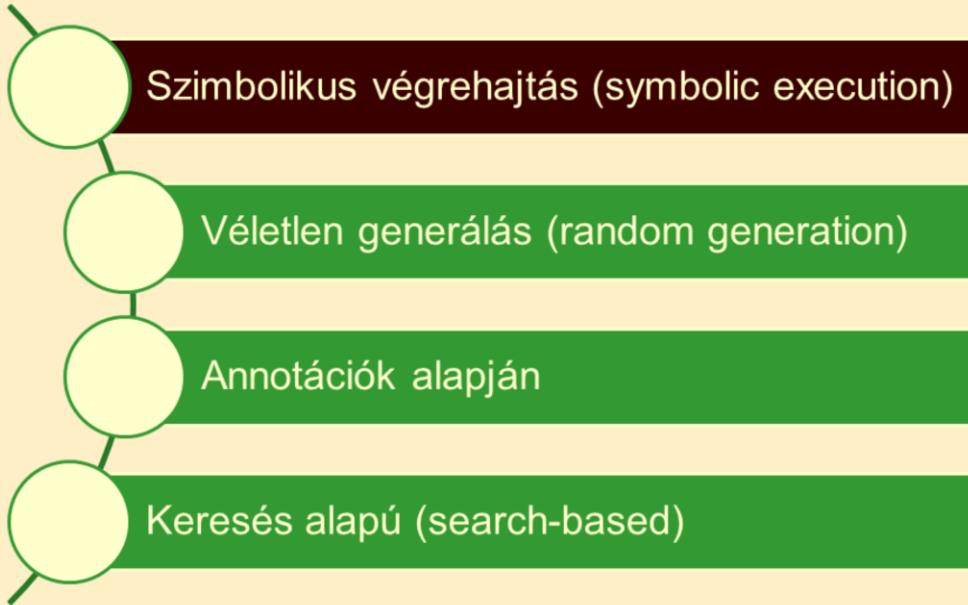 Szimbolikus végrehajtás (symbolic execution)
Véletlen generálás (random generation)
Annotációk alapján
Keresés alapú (search-based)